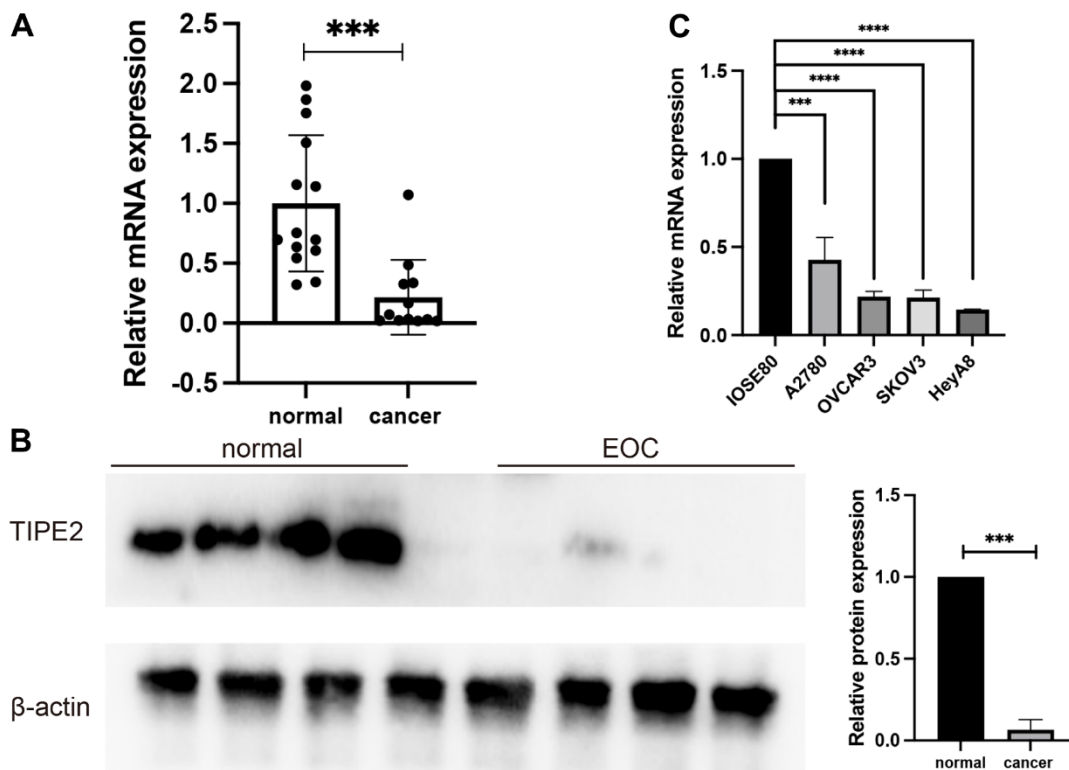 A
Relative mRNA expression
2.5
2.0
1.5
1.0
0.5
0.0
-0.5
***
normal
cancer
C
Relative mRNA expression
1.5
1.0
0.5
0.0
****
****
****
***
IOSE80
A2780
OVCAR3
SKOV3
HeyA8
B
normal
EOC
TIPE2
β-actin
Relative protein expression
1.5
1.0
0.5
0.0
***
normal
cancer